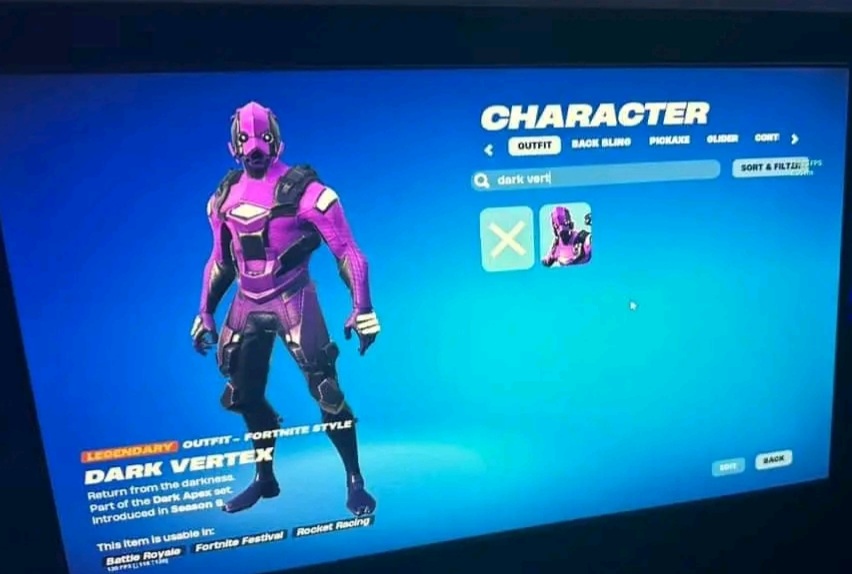 CHARACTER
OUTFIT BACK BLING PICKAXE GLIDER CONT
dark vert
SORT & FILTER
LEGENDARY OUTFIT - FORTNITE STYLE
DARK VERTEX
Return from the darkness.
Part of the Dark Apex set.
Introduced in Season 9.
This item is usable in:
Battle Royale Fortnite Festival Rocket Racing
EDIT BACK